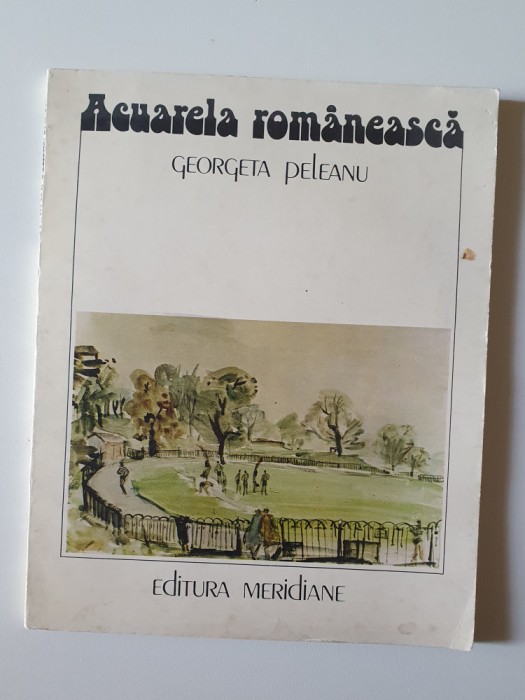 Acuarela românească
GEORGETA PELEANU
EDITURA MERIDIANE